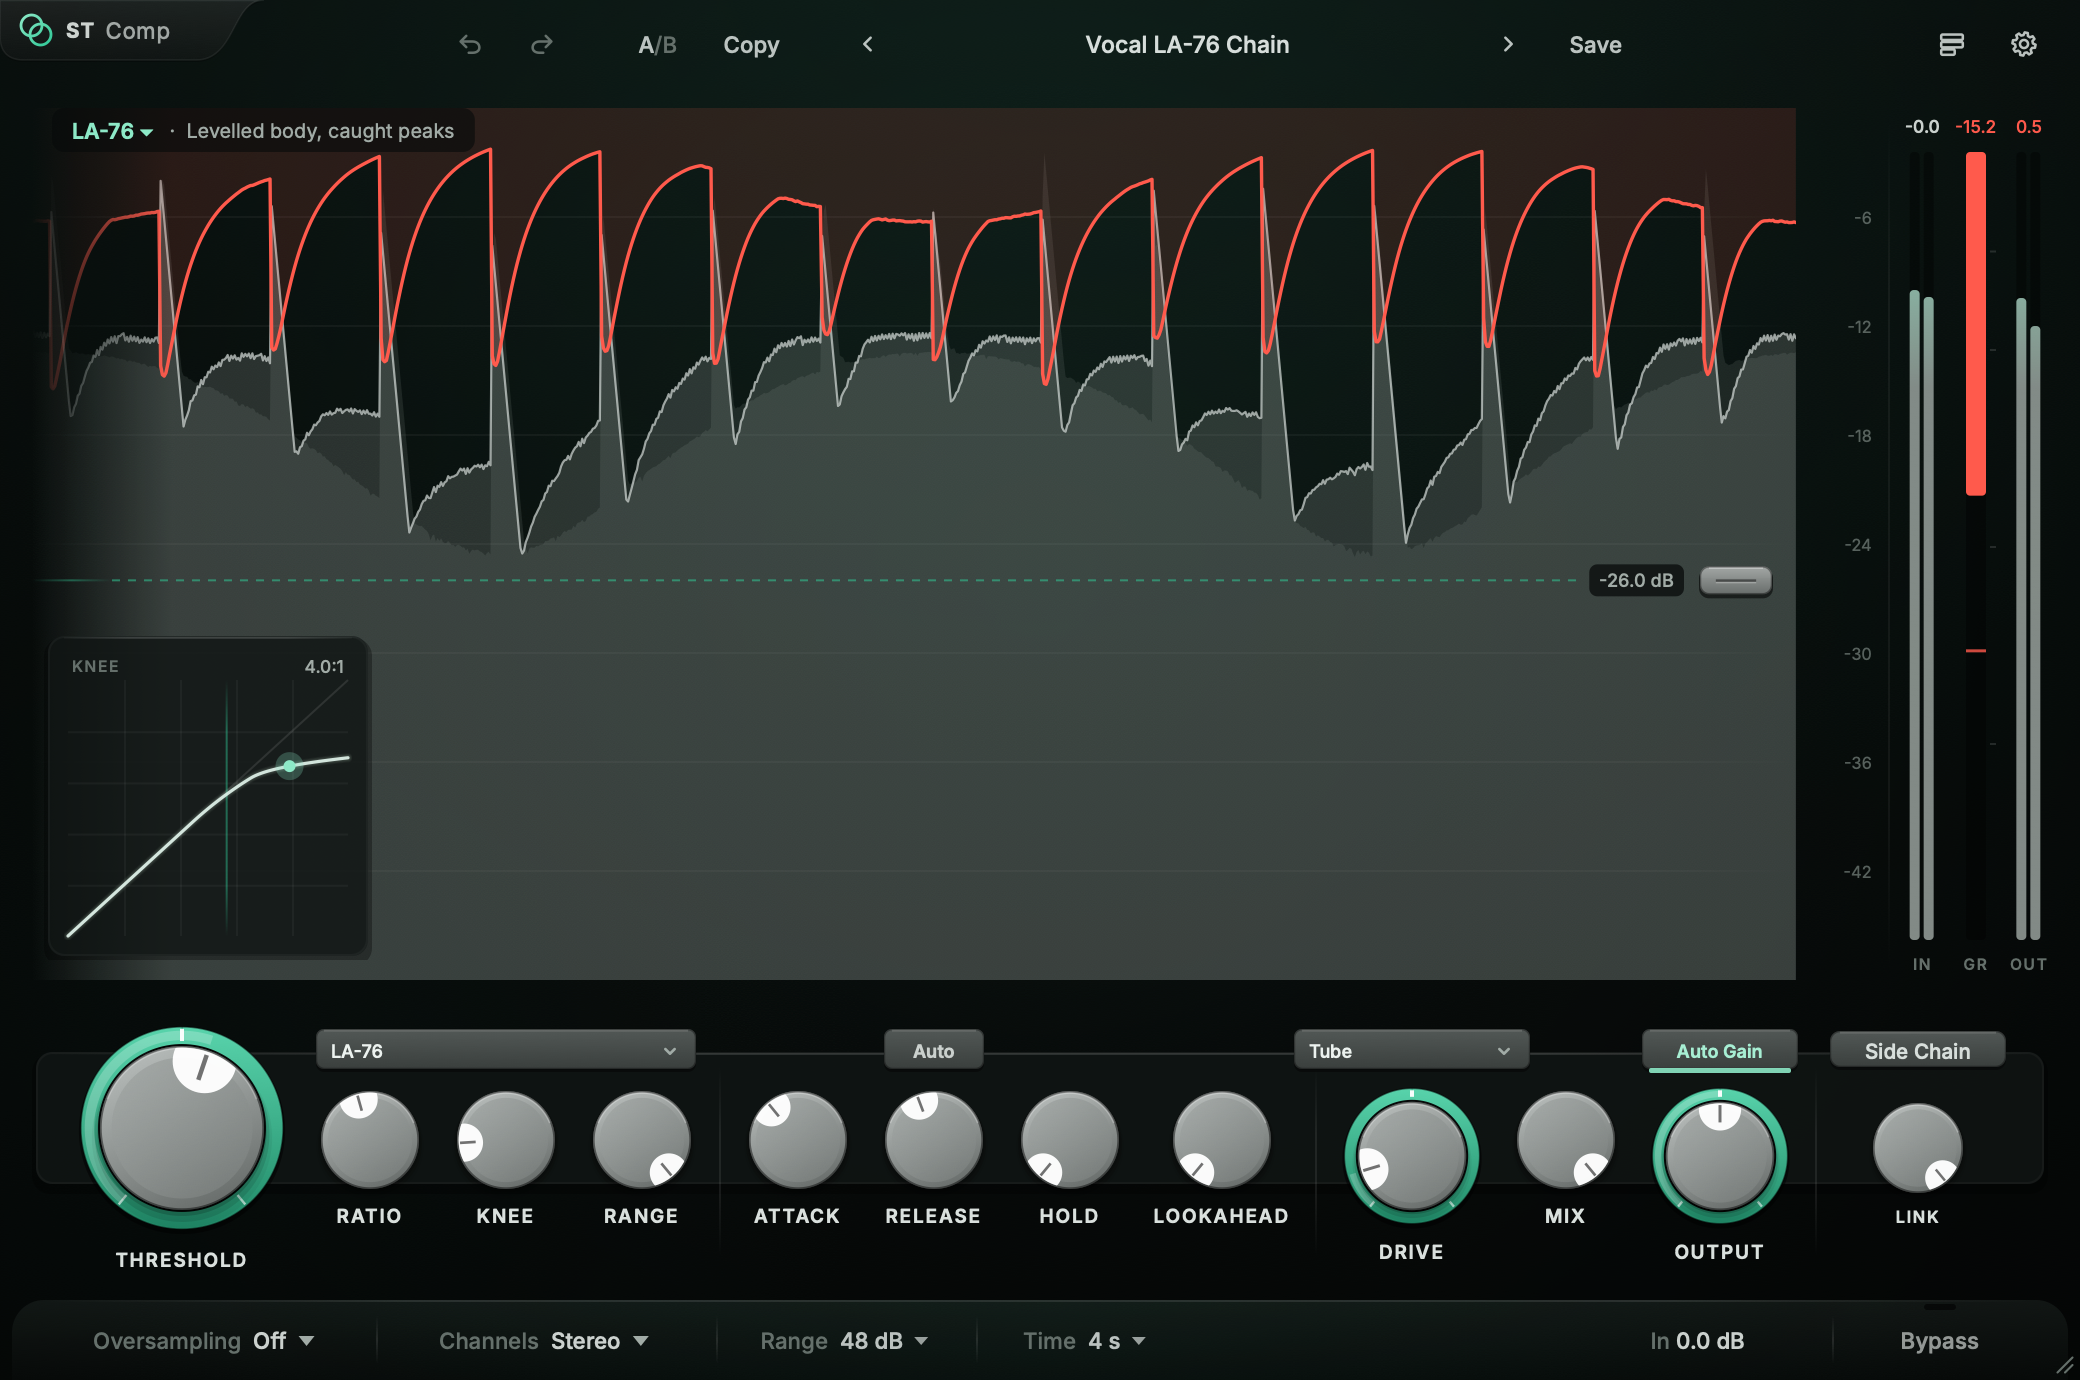 ST Comp
A/B Copy Vocal LA-76 Chain Save
LA-76 · Levelled body, caught peaks
-0.0 -15.2 0.5
-6
-12
-18
-24
-26.0 dB
-30
-36
-42
KNEE 4.0:1
IN GR OUT
LA-76 Auto Tube Auto Gain Side Chain
RATIO KNEE RANGE ATTACK RELEASE HOLD LOOKAHEAD MIX LINK
THRESHOLD DRIVE OUTPUT
Oversampling Off Channels Stereo Range 48 dB Time 4 s In 0.0 dB Bypass